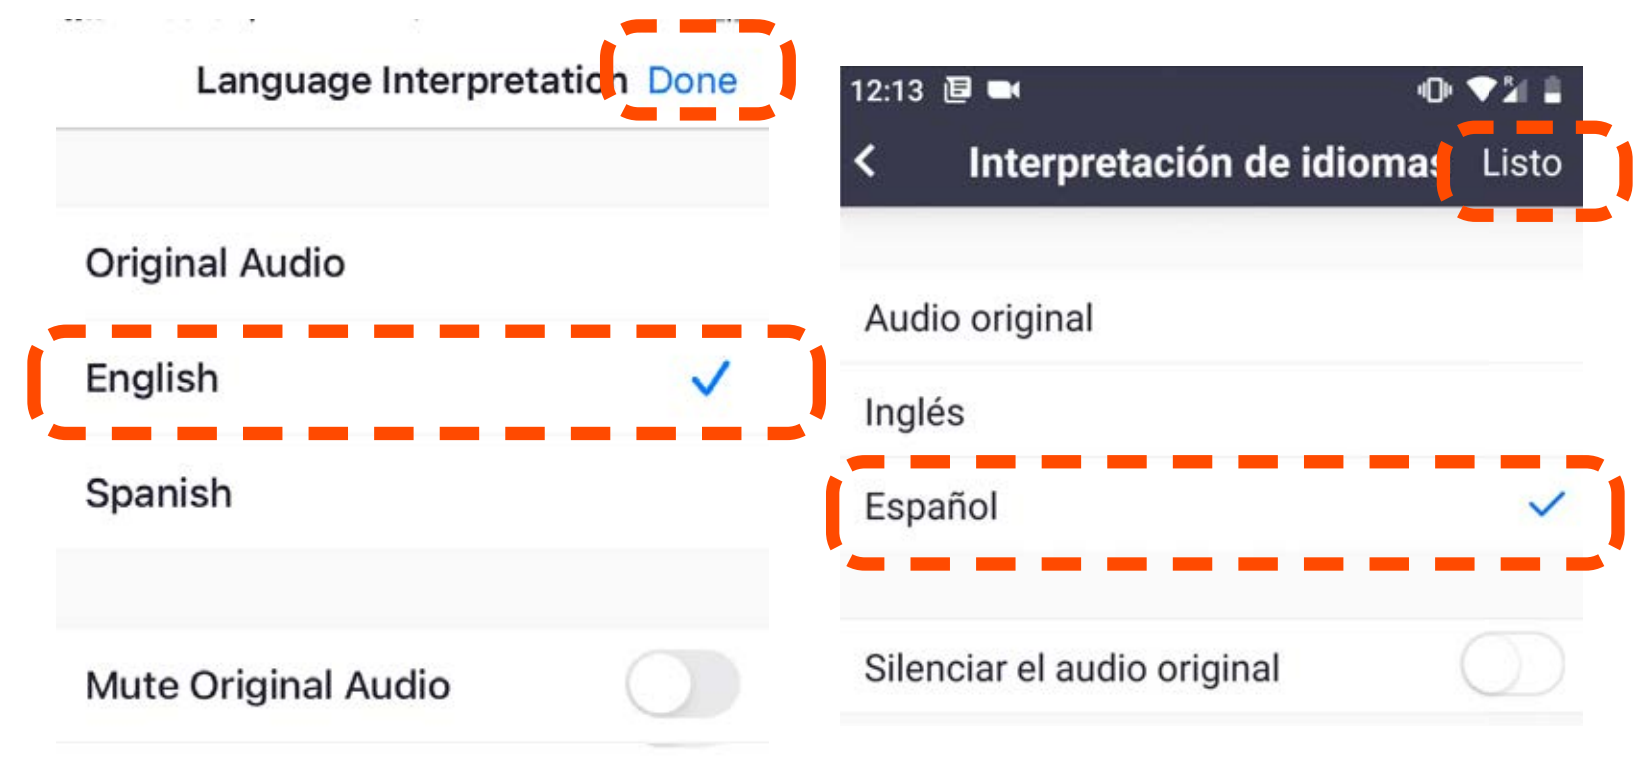 Language Interpretation Done
Original Audio
English
Spanish
Mute Original Audio
12:13
Interpretación de idiomas Listo
Audio original
Inglés
Español
Silenciar el audio original